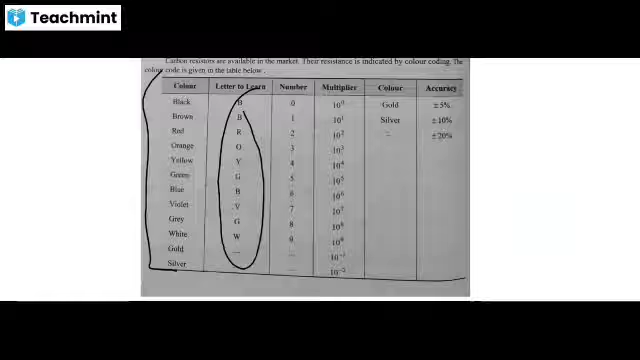 Teachmint
Carbon resistors are available in the market. Their resistance is indicated by colour coding. The
colour code is given in the table below.
Colour Letter to Learn Number Multiplier Colour Accuracy
Black B 0 10⁰ Gold ±5%
Brown B 1 10¹ Silver ±10%
Red R 2 10² – ±20%
Orange O 3 10³
Yellow Y 4 10⁴
Green G 5 10⁵
Blue B 6 10⁶
Violet V 7 10⁷
Grey G 8 10⁸
White W 9 10⁹
Gold — — 10⁻¹
Silver — 10⁻²